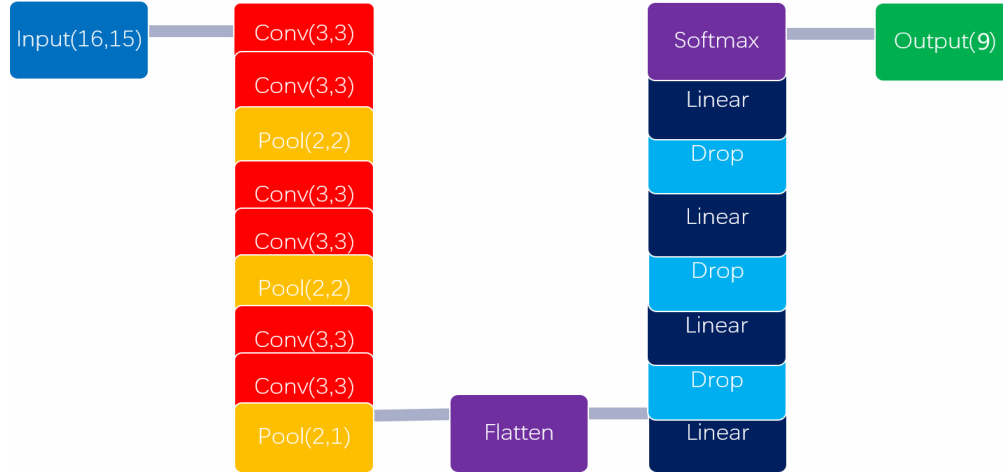 Input(16,15)
Conv(3,3)
Conv(3,3)
Pool(2,2)
Conv(3,3)
Conv(3,3)
Pool(2,2)
Conv(3,3)
Conv(3,3)
Pool(2,1)
Flatten
Linear
Drop
Linear
Drop
Linear
Drop
Linear
Softmax
Output(9)